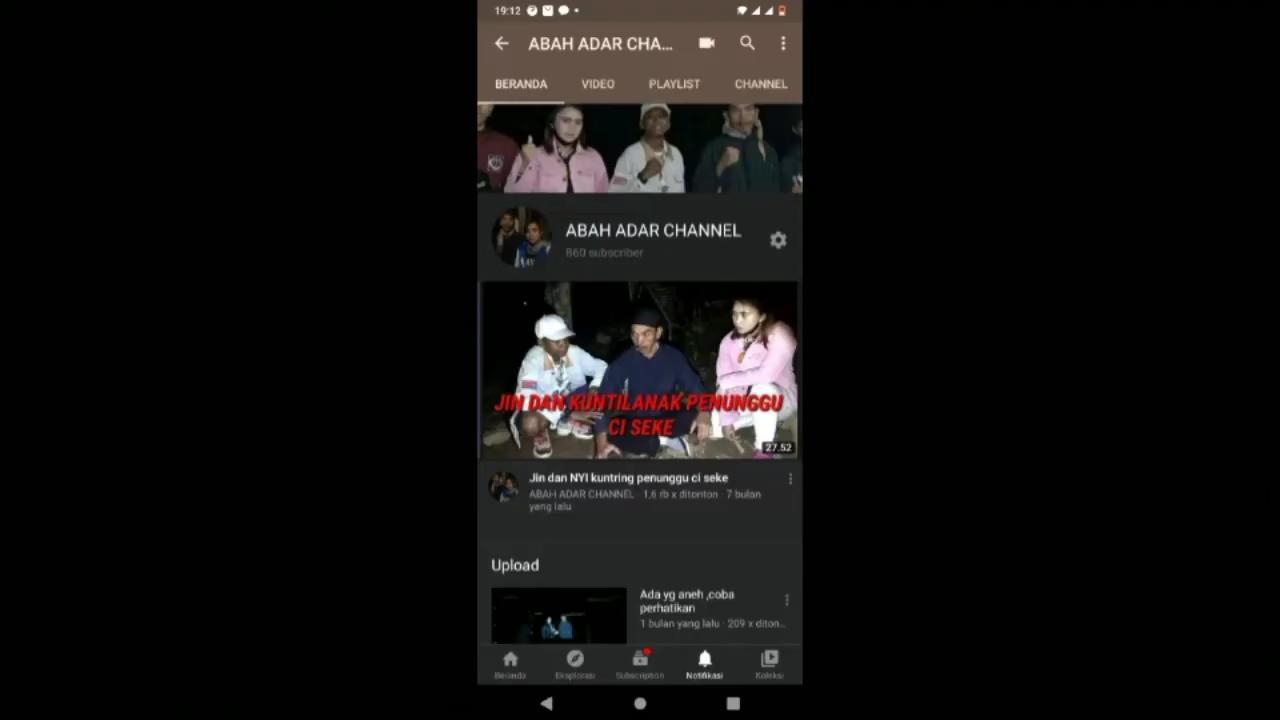 19:12
ABAH ADAR CHA...
BERANDA VIDEO PLAYLIST CHANNEL
ABAH ADAR CHANNEL
860 subscriber
JIN DAN KUNTILANAK PENUNGGU
CI SEKE
27.52
Jin dan NYI kuntring penunggu ci seke
ABAH ADAR CHANNEL · 1,6 rb x ditonton · 7 bulan
yang lalu
Upload
Ada yg aneh ,coba
perhatikan
1 bulan yang lalu · 209 x diton...
Beranda Eksplorasi Subscription Notifikasi Koleksi